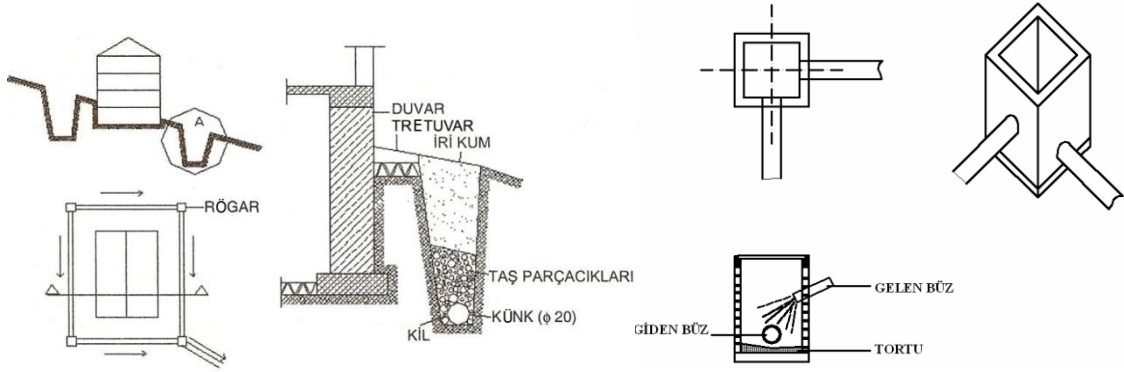 A
RÖGAR
DUVAR
TRETUVAR
İRİ KUM
TAŞ PARÇACIKLARI
KÜNK (ϕ 20)
KİL
GELEN BÜZ
GİDEN BÜZ
TORTU